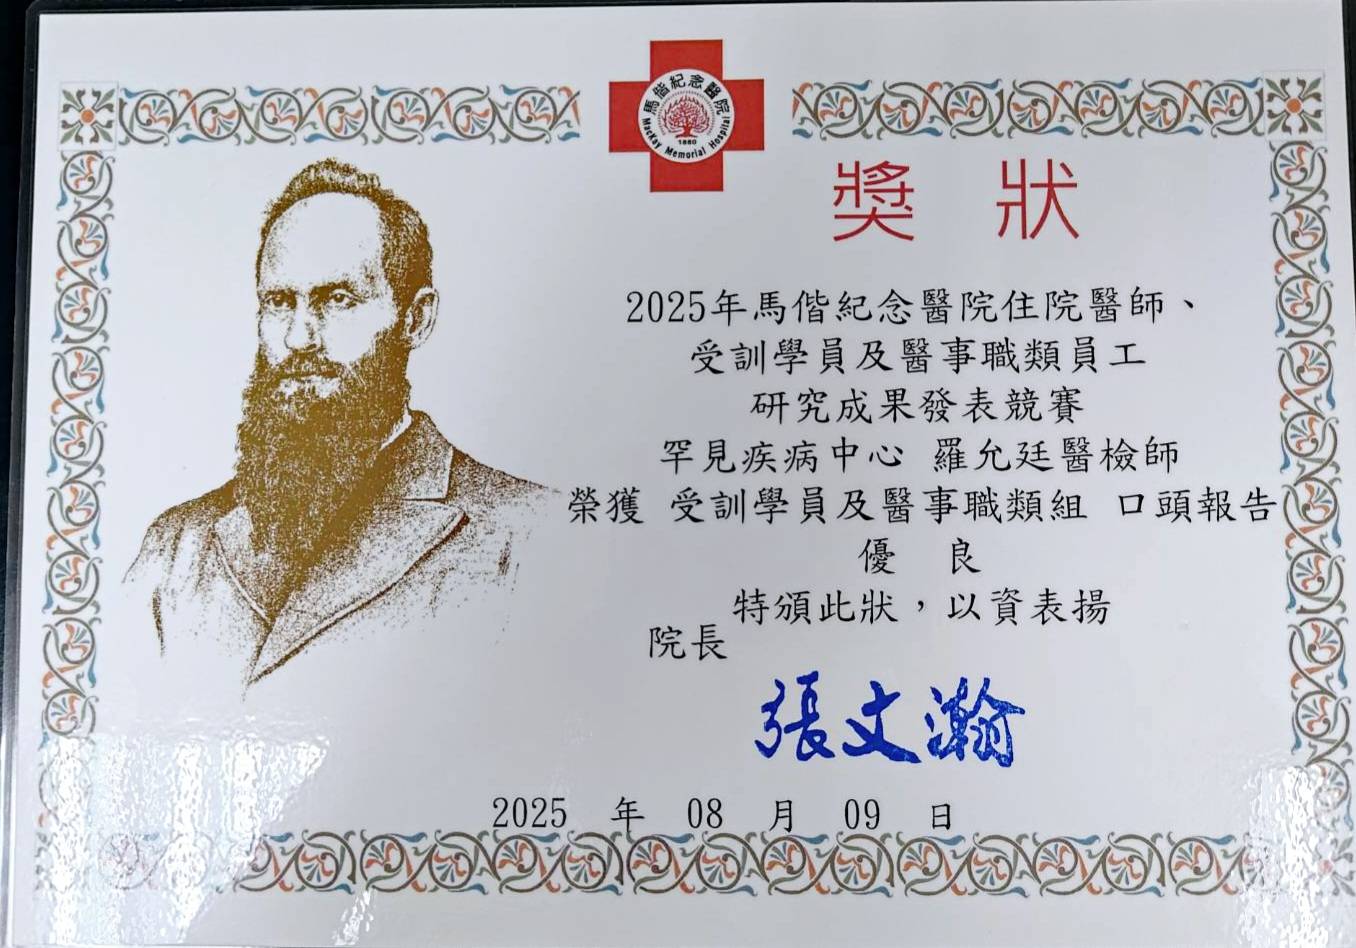 馬偕紀念醫院
MacKay Memorial Hospital
1880
獎狀
2025年馬偕紀念醫院住院醫師、
受訓學員及醫事職類員工
研究成果發表競賽
罕見疾病中心 羅允廷醫檢師
榮獲 受訓學員及醫事職類組 口頭報告
優 良
特頒此狀，以資表揚
院長
張文瀚
2025 年 08 月 09 日